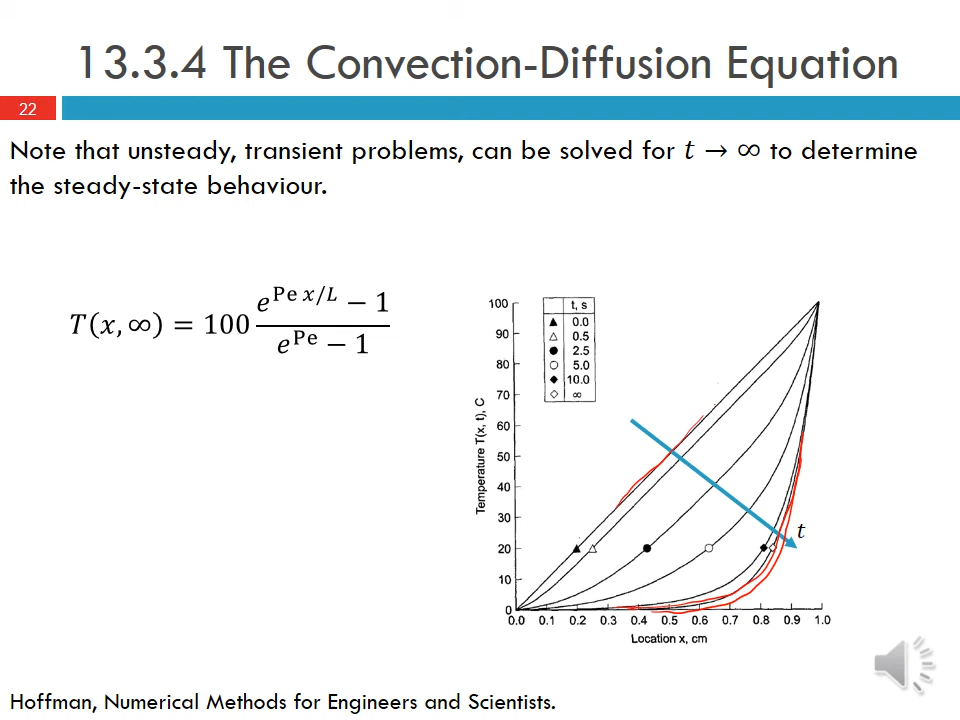 13.3.4 The Convection-Diffusion Equation
22
Note that unsteady, transient problems, can be solved for t → ∞ to determine
the steady-state behaviour.
T(x, ∞) = 100 (e^{Pe x/L} − 1)/(e^{Pe} − 1)
t, s
0.0
0.5
2.5
5.0
10.0
∞
100
90
80
70
60
50
40
30
20
10
0
Temperature T(x, t), C
t
0.0 0.1 0.2 0.3 0.4 0.5 0.6 0.7 0.8 0.9 1.0
Location x, cm
Hoffman, Numerical Methods for Engineers and Scientists.